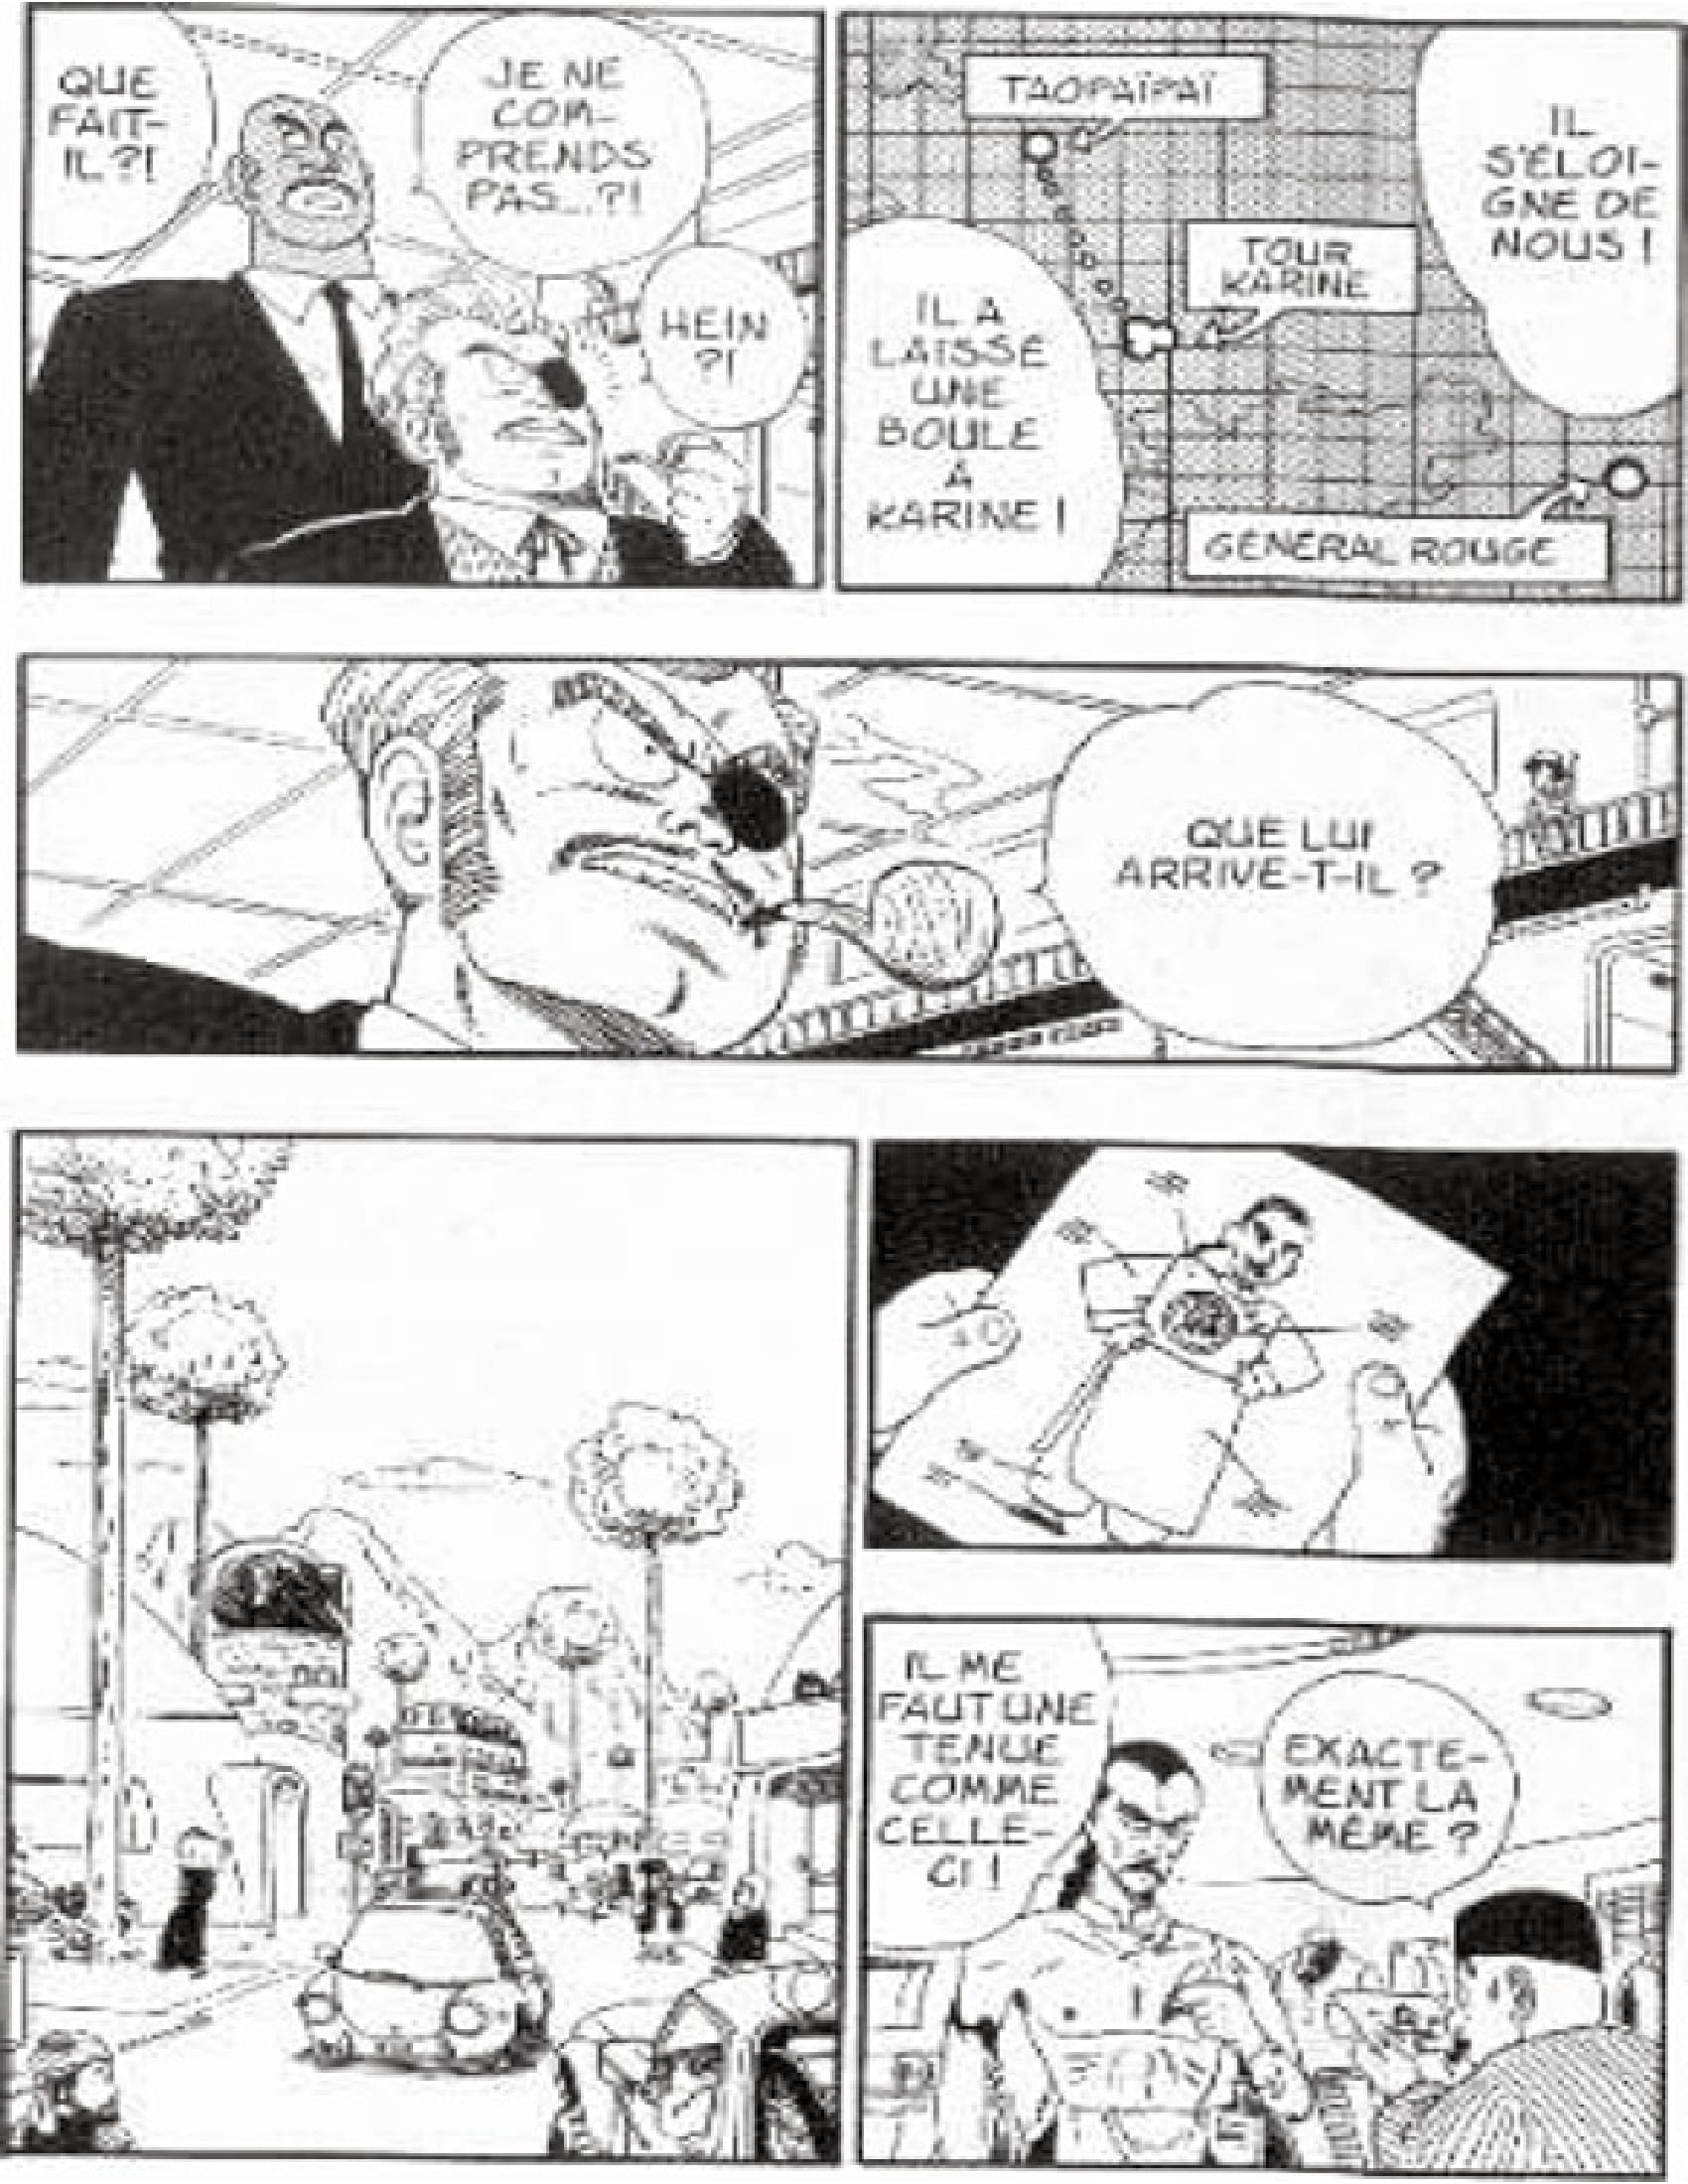 QUE
FAIT-
IL ?!
JE NE
COM-
PRENDS
PAS...?!
HEIN
?!
TAOPAÏPAÏ
TOUR
KARINE
GÉNÉRAL ROUGE
IL A
LAISSÉ
UNE
BOULE
À
KARINE !
IL
S'ÉLOI-
GNE DE
NOUS !
QUE LUI
ARRIVE-T-IL ?
IL ME
FAUT UNE
TENUE
COMME
CELLE-
CI !
EXACTE-
MENT LA
MÊME ?